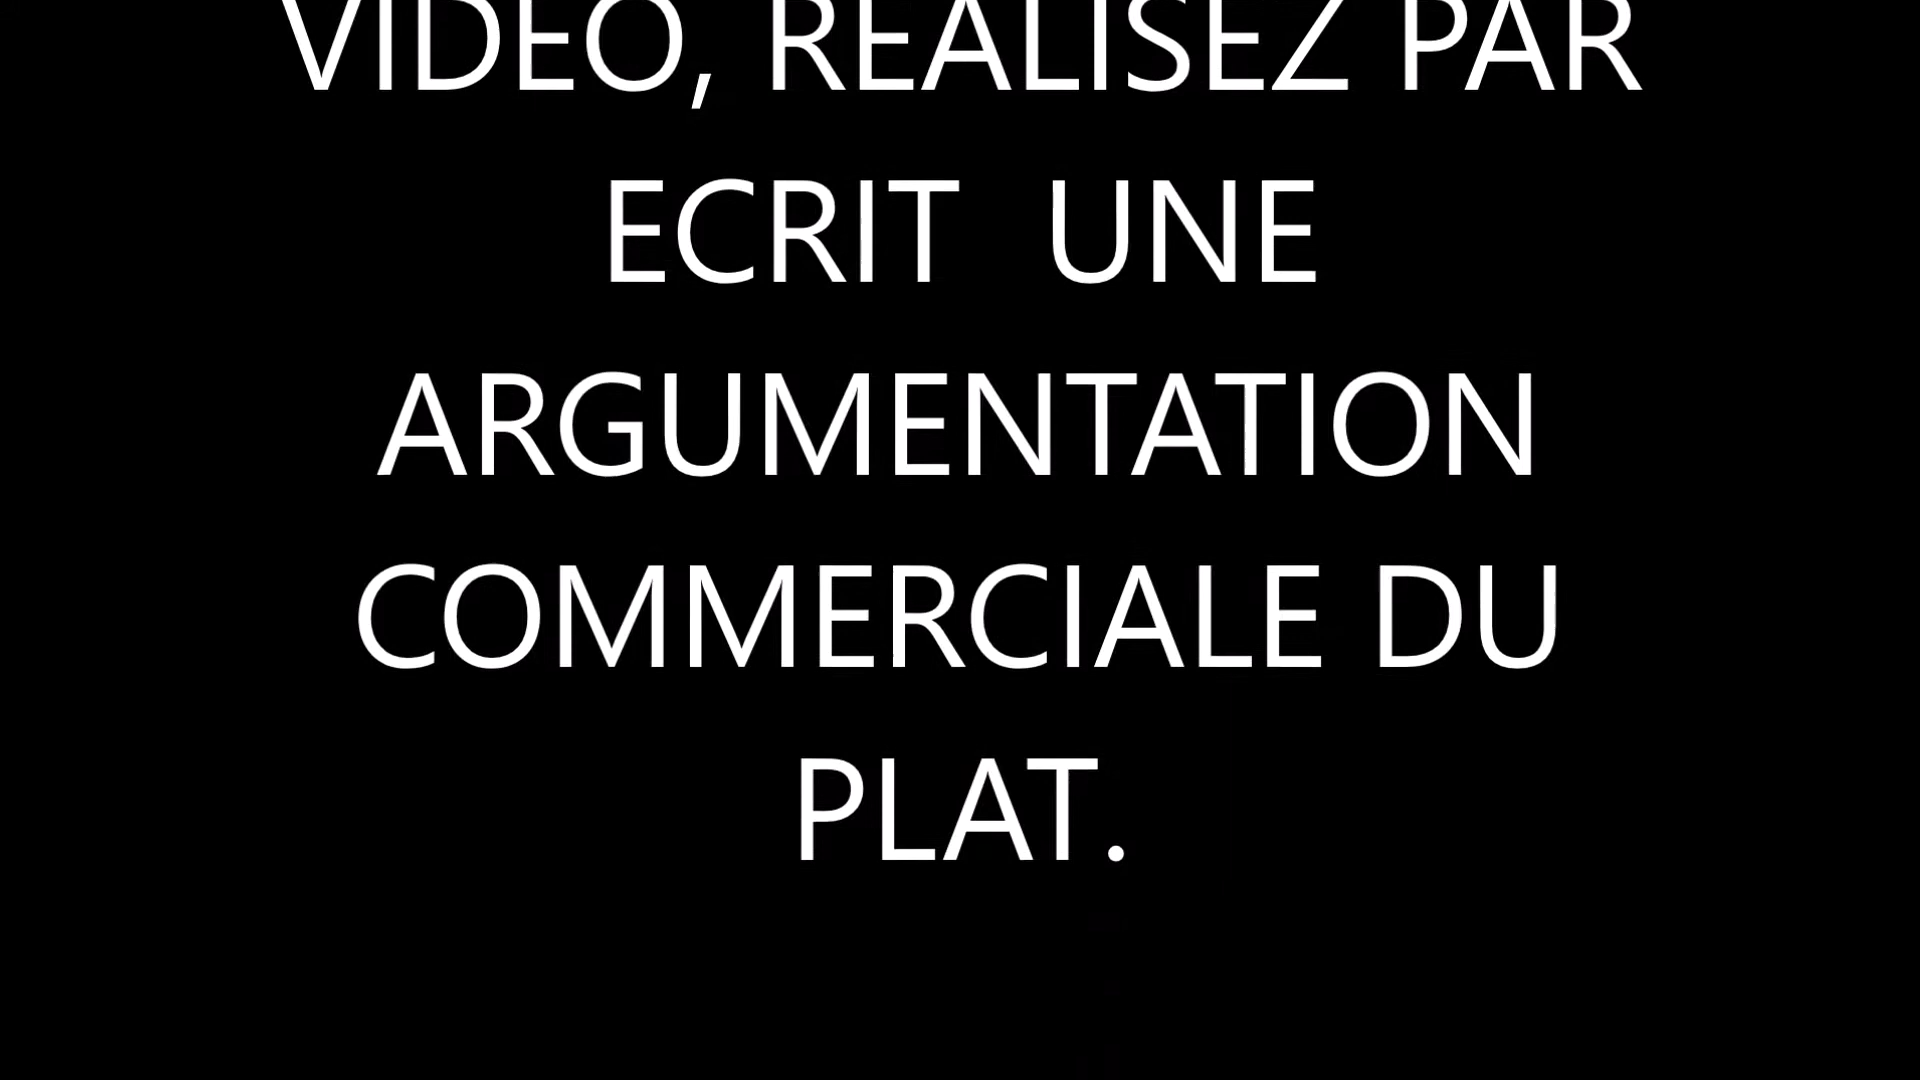 VIDEO, REALISEZ PAR
ECRIT  UNE
ARGUMENTATION
COMMERCIALE DU
PLAT.